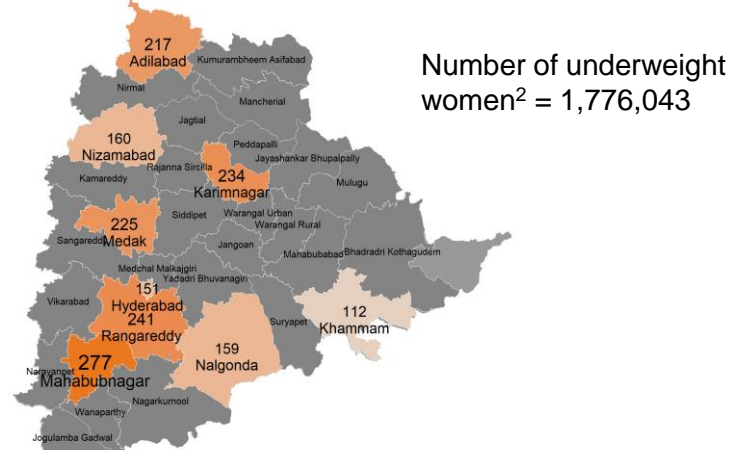 217
Adilabad
Kumurambheem Asifabad
Number of underweight
women² = 1,776,043
Nirmal
Mancherial
Jagtial
160
Nizamabad
Peddapalli
Jayashankar Bhupalpally
Rajanna Sircilla
234
Karimnagar
Kamareddy
Mulugu
225
Medak
Sangareddy
Siddipet
Warangal Urban
Warangal Rural
Jangoan
Mahabubabad
Bhadradri Kothagudem
Medchal Malkajgiri
Yadadri Bhuvanagiri
151
Hyderabad
241
Rangareddy
Vikarabad
112
Khammam
Suryapet
159
Nalgonda
277
Mahabubnagar
Narayanpet
Wanaparthy
Nagarkurnool
Jogulamba Gadwal